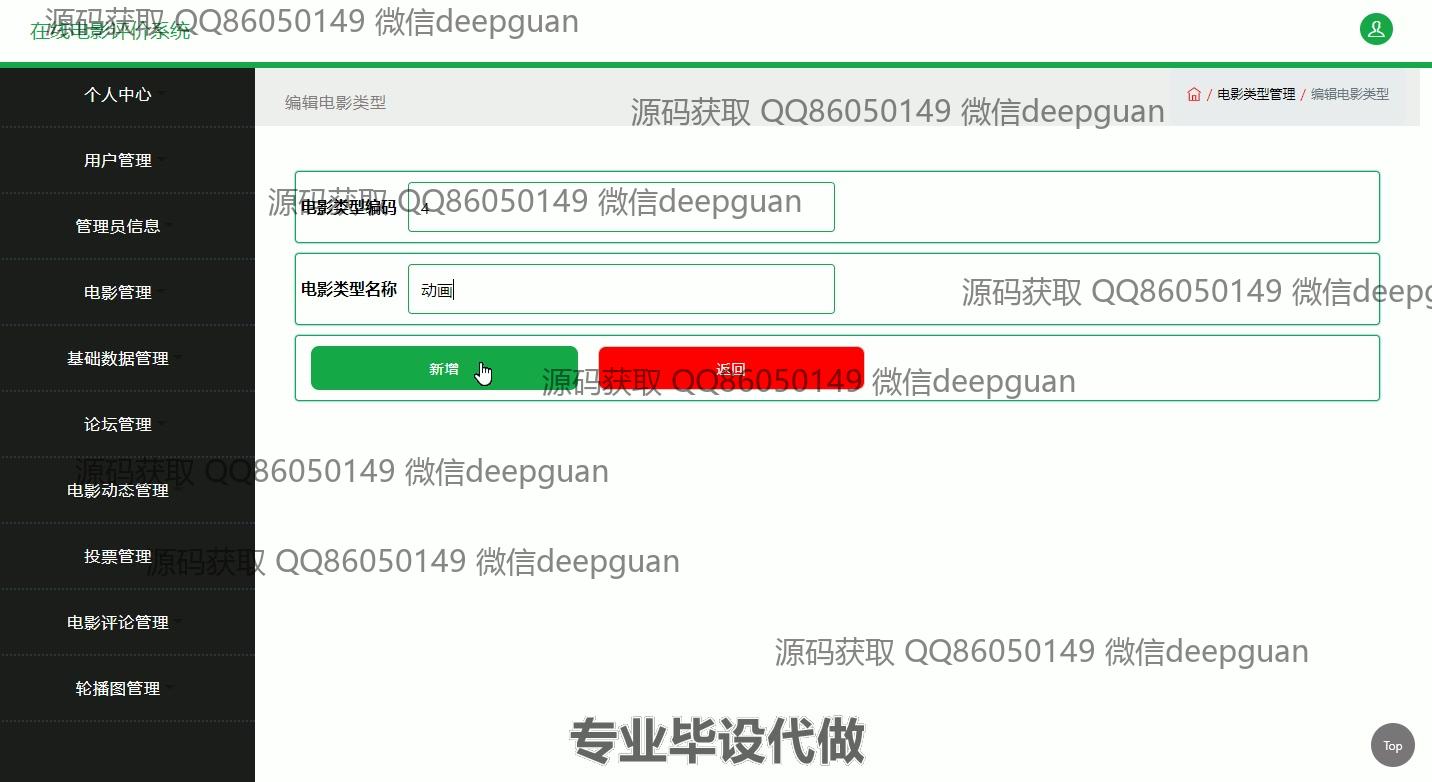 源码获取 QQ86050149 微信deepguan
在线电影评价系统
个人中心
用户管理
管理员信息
电影管理
基础数据管理
论坛管理
电影动态管理
投票管理
电影评论管理
轮播图管理
编辑电影类型
源码获取 QQ86050149 微信deepguan
/ 电影类型管理 / 编辑电影类型
源码获取 QQ86050149 微信deepguan
电影类型编码 4
电影类型名称 动画
源码获取 QQ86050149 微信deepg
新增 返回
源码获取 QQ86050149 微信deepguan
源码获取 QQ86050149 微信deepguan
源码获取 QQ86050149 微信deepguan
源码获取 QQ86050149 微信deepguan
专业毕设代做
Top